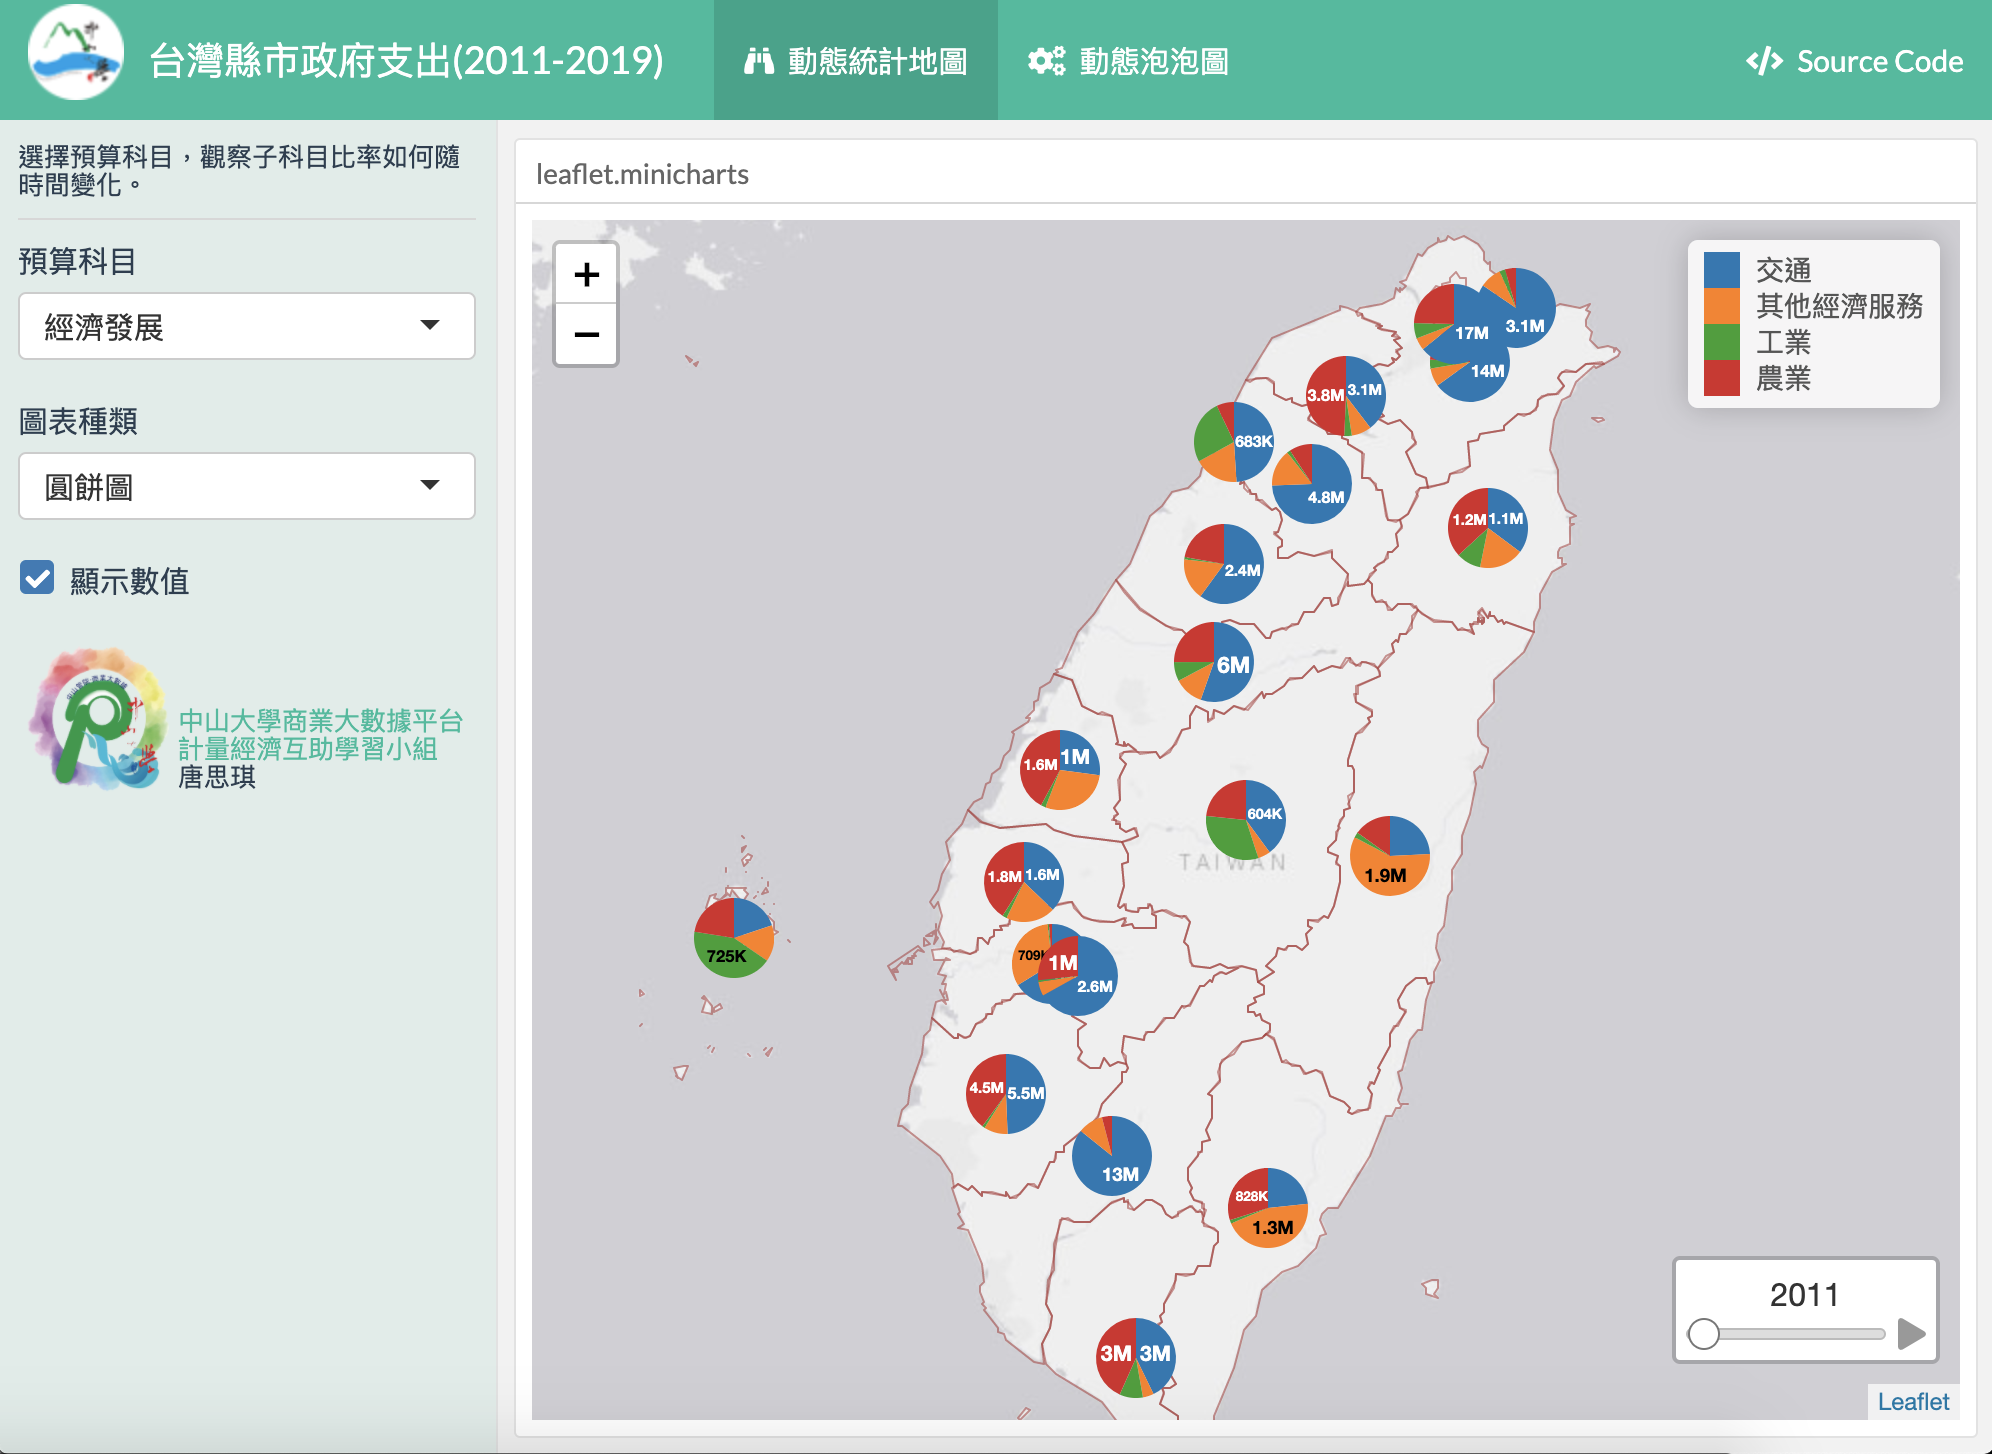 台灣縣市政府支出(2011-2019)
動態統計地圖
動態泡泡圖
</> Source Code
選擇預算科目，觀察子科目比率如何隨
時間變化。
預算科目
經濟發展
圖表種類
圓餅圖
顯示數值
中山大學商業大數據平台
計量經濟互助學習小組
唐思琪
leaflet.minicharts
+
−
交通
其他經濟服務
工業
農業
3.1M
17M
14M
3.8M 3.1M
683K
4.8M
1.2M 1.1M
2.4M
6M
1.6M 1M
604K
TAIWAN
1.9M
1.8M 1.6M
725K
709K
1M
2.6M
4.5M 5.5M
13M
828K
1.3M
3M 3M
2011
Leaflet